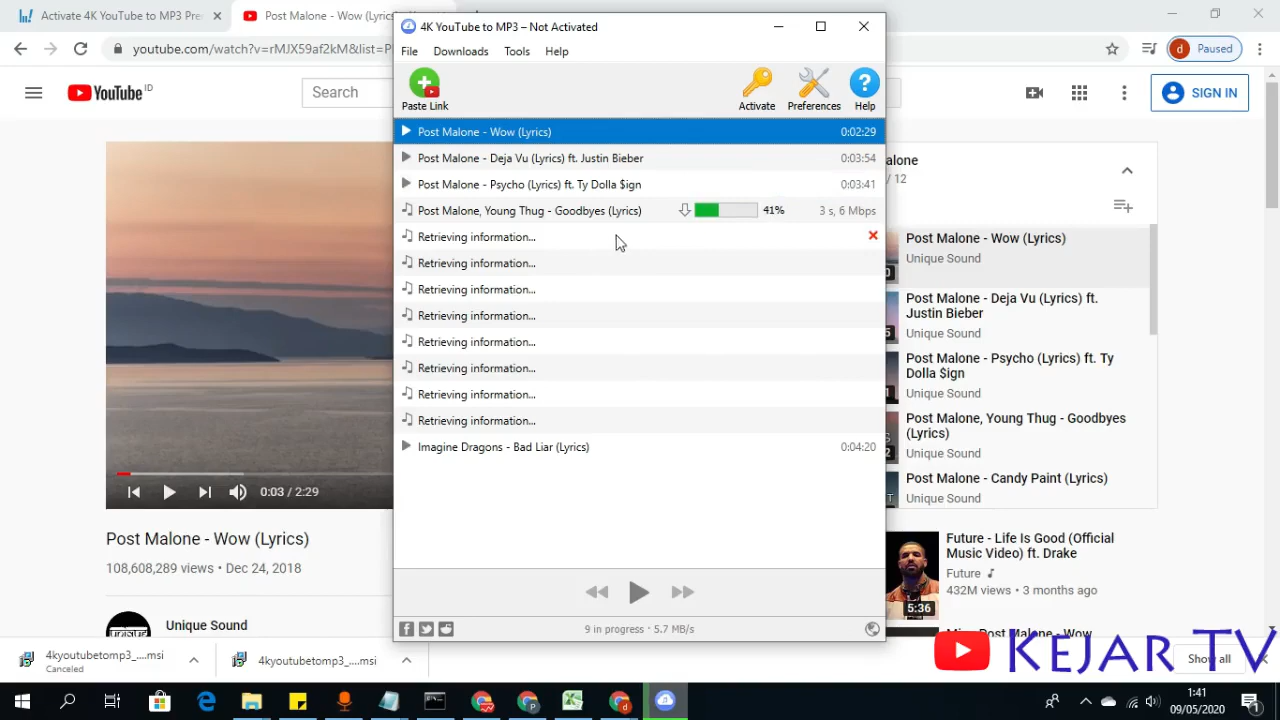 Activate 4K YouTube to MP3 Pre
Post Malone - Wow (Lyrics)
4K YouTube to MP3 – Not Activated
youtube.com/watch?v=rMJX59af2kM&list=P
Paused
File Downloads Tools Help
YouTube ID
Search
SIGN IN
Paste Link
Activate
Preferences
Help
Post Malone - Wow (Lyrics) 0:02:29
Post Malone - Deja Vu (Lyrics) ft. Justin Bieber 0:03:54
Post Malone - Psycho (Lyrics) ft. Ty Dolla $ign 0:03:41
Post Malone, Young Thug - Goodbyes (Lyrics) 41% 3 s, 6 Mbps
Retrieving information...
Retrieving information...
Retrieving information...
Retrieving information...
Retrieving information...
Retrieving information...
Retrieving information...
Retrieving information...
Imagine Dragons - Bad Liar (Lyrics) 0:04:20
9 in progress · 5.7 MB/s
alone
/ 12
Post Malone - Wow (Lyrics)
Unique Sound
Post Malone - Deja Vu (Lyrics) ft.
Justin Bieber
Unique Sound
Post Malone - Psycho (Lyrics) ft. Ty
Dolla $ign
Unique Sound
Post Malone, Young Thug - Goodbyes
(Lyrics)
Unique Sound
Post Malone - Candy Paint (Lyrics)
Unique Sound
0:03 / 2:29
Post Malone - Wow (Lyrics)
108,608,289 views • Dec 24, 2018
Unique Sound
Future - Life Is Good (Official
Music Video) ft. Drake
Future
432M views • 3 months ago
5:36
Post Malone - Wow
4kyoutubetomp3_....msi
Canceled
4kyoutubetomp3_....msi
KEJAR TV
Show all
1:41
09/05/2020